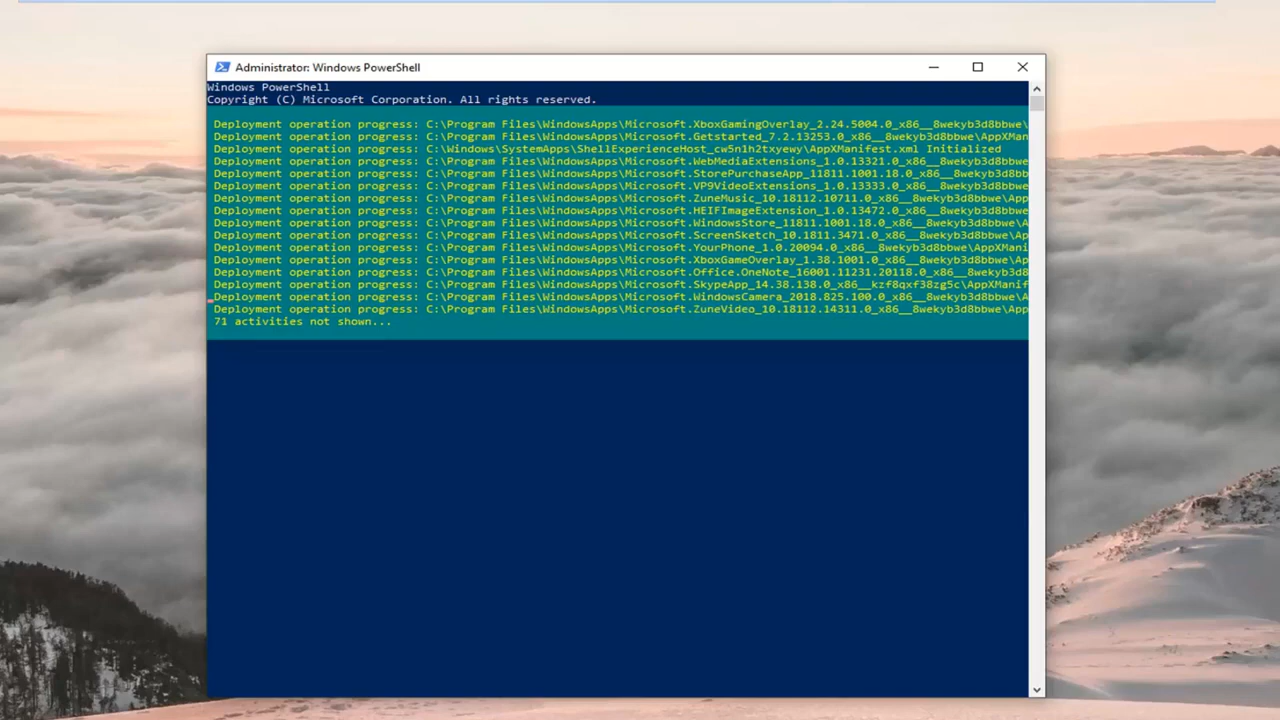 Administrator: Windows PowerShell
Windows PowerShell
Copyright (C) Microsoft Corporation. All rights reserved.
Deployment operation progress: C:\Program Files\WindowsApps\Microsoft.XboxGamingOverlay_2.24.5004.0_x86__8wekyb3d8bbwe\
Deployment operation progress: C:\Program Files\WindowsApps\Microsoft.Getstarted_7.2.13253.0_x86__8wekyb3d8bbwe\AppXMan
Deployment operation progress: C:\Windows\SystemApps\ShellExperienceHost_cw5n1h2txyewy\AppXManifest.xml Initialized
Deployment operation progress: C:\Program Files\WindowsApps\Microsoft.WebMediaExtensions_1.0.13321.0_x86__8wekyb3d8bbwe
Deployment operation progress: C:\Program Files\WindowsApps\Microsoft.StorePurchaseApp_11811.1001.18.0_x86__8wekyb3d8bb
Deployment operation progress: C:\Program Files\WindowsApps\Microsoft.VP9VideoExtensions_1.0.13333.0_x86__8wekyb3d8bbwe
Deployment operation progress: C:\Program Files\WindowsApps\Microsoft.ZuneMusic_10.18112.10711.0_x86__8wekyb3d8bbwe\App
Deployment operation progress: C:\Program Files\WindowsApps\Microsoft.HEIFImageExtension_1.0.13472.0_x86__8wekyb3d8bbwe
Deployment operation progress: C:\Program Files\WindowsApps\Microsoft.WindowsStore_11811.1001.18.0_x86__8wekyb3d8bbwe\A
Deployment operation progress: C:\Program Files\WindowsApps\Microsoft.ScreenSketch_10.1811.3471.0_x86__8wekyb3d8bbwe\Ap
Deployment operation progress: C:\Program Files\WindowsApps\Microsoft.YourPhone_1.0.20094.0_x86__8wekyb3d8bbwe\AppXMani
Deployment operation progress: C:\Program Files\WindowsApps\Microsoft.XboxGameOverlay_1.38.1001.0_x86__8wekyb3d8bbwe\Ap
Deployment operation progress: C:\Program Files\WindowsApps\Microsoft.Office.OneNote_16001.11231.20118.0_x86__8wekyb3d8
Deployment operation progress: C:\Program Files\WindowsApps\Microsoft.SkypeApp_14.38.138.0_x86__kzf8qxf38zg5c\AppXManif
Deployment operation progress: C:\Program Files\WindowsApps\Microsoft.WindowsCamera_2018.825.100.0_x86__8wekyb3d8bbwe\A
Deployment operation progress: C:\Program Files\WindowsApps\Microsoft.ZuneVideo_10.18112.14311.0_x86__8wekyb3d8bbwe\App
71 activities not shown...